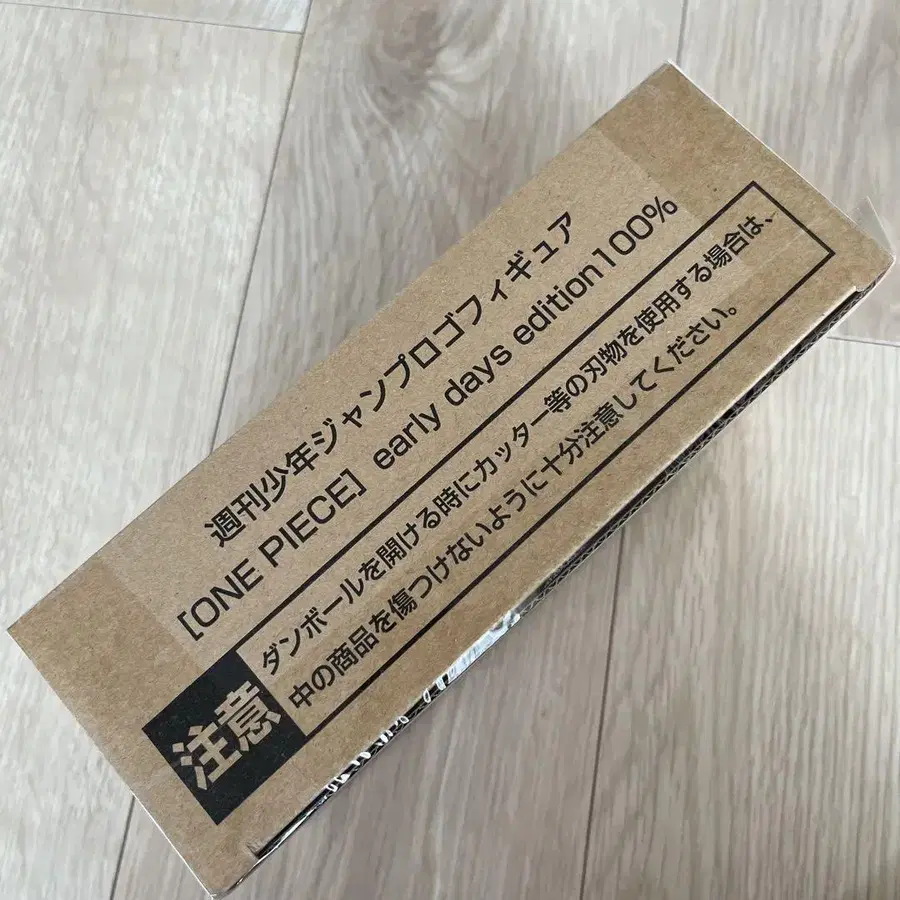 週刊少年ジャンプロゴフィギュア
[ONE PIECE] early days edition100%
注意
ダンボールを開ける時にカッター等の刃物を使用する場合は、
中の商品を傷つけないように十分注意してください。